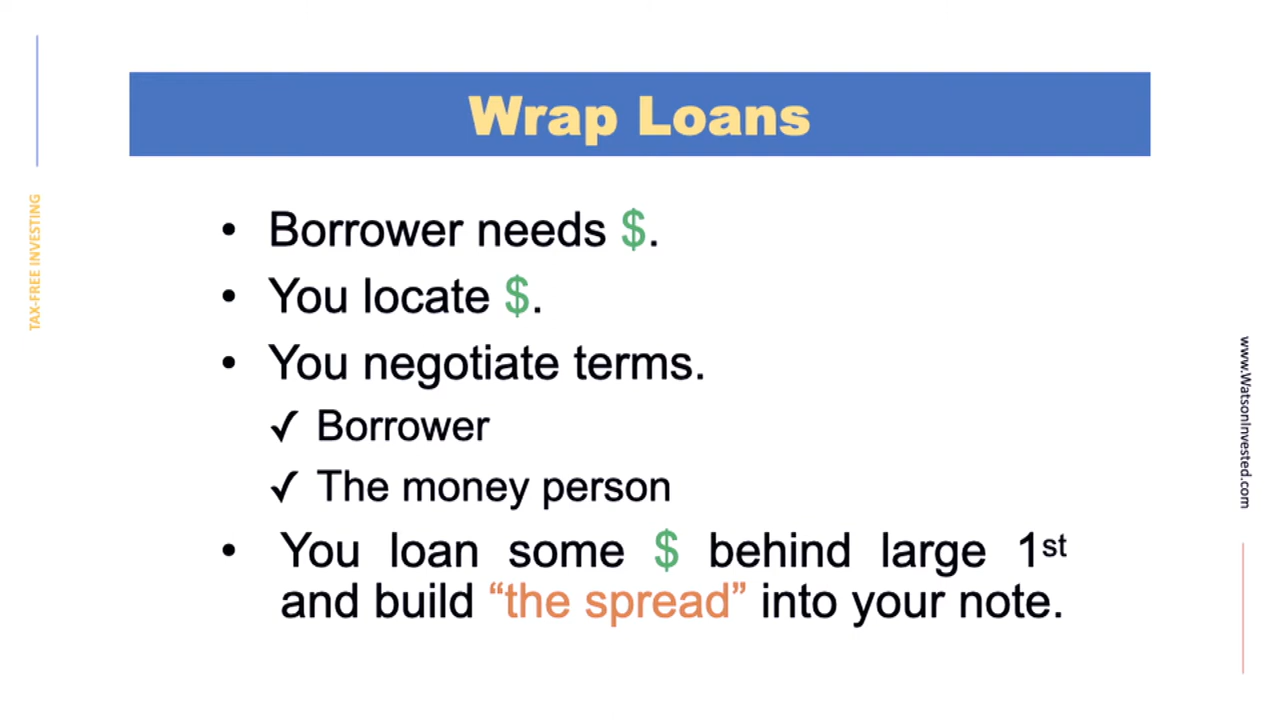 Wrap Loans
TAX-FREE INVESTING
• Borrower needs $.
• You locate $.
• You negotiate terms.
✓ Borrower
✓ The money person
• You loan some $ behind large 1st
and build “the spread” into your note.
www.WatsonInvested.com